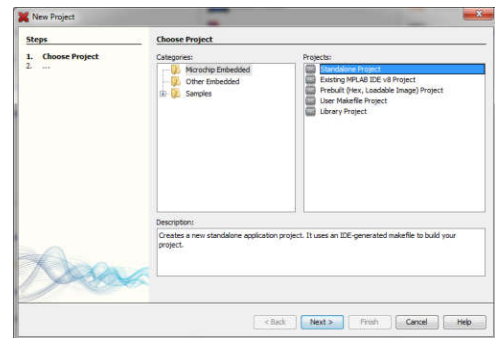 New Project
Steps
1. Choose Project
2. ...
Choose Project
Categories:
Microchip Embedded
Other Embedded
Samples
Projects:
Standalone Project
Existing MPLAB IDE v8 Project
Prebuilt (Hex, Loadable Image) Project
User Makefile Project
Library Project
Description:
Creates a new standalone application project. It uses an IDE-generated makefile to build your
project.
< Back
Next >
Finish
Cancel
Help